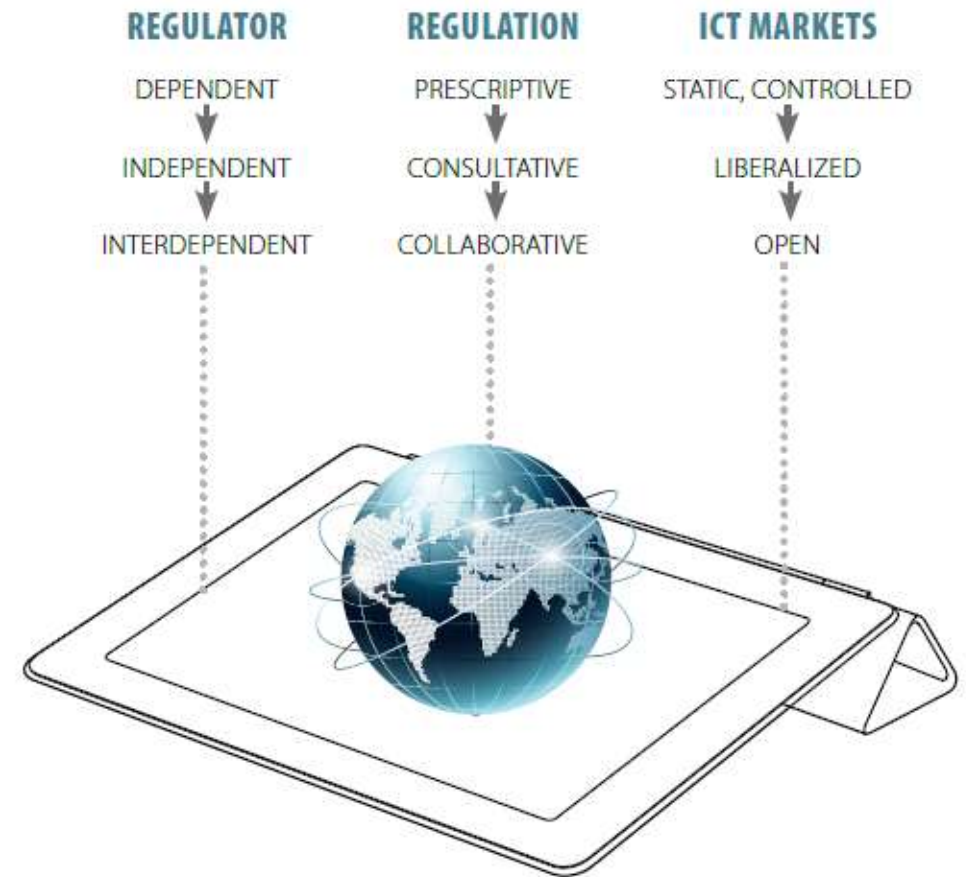 REGULATOR REGULATION ICT MARKETS
DEPENDENT PRESCRIPTIVE STATIC, CONTROLLED
INDEPENDENT CONSULTATIVE LIBERALIZED
INTERDEPENDENT COLLABORATIVE OPEN